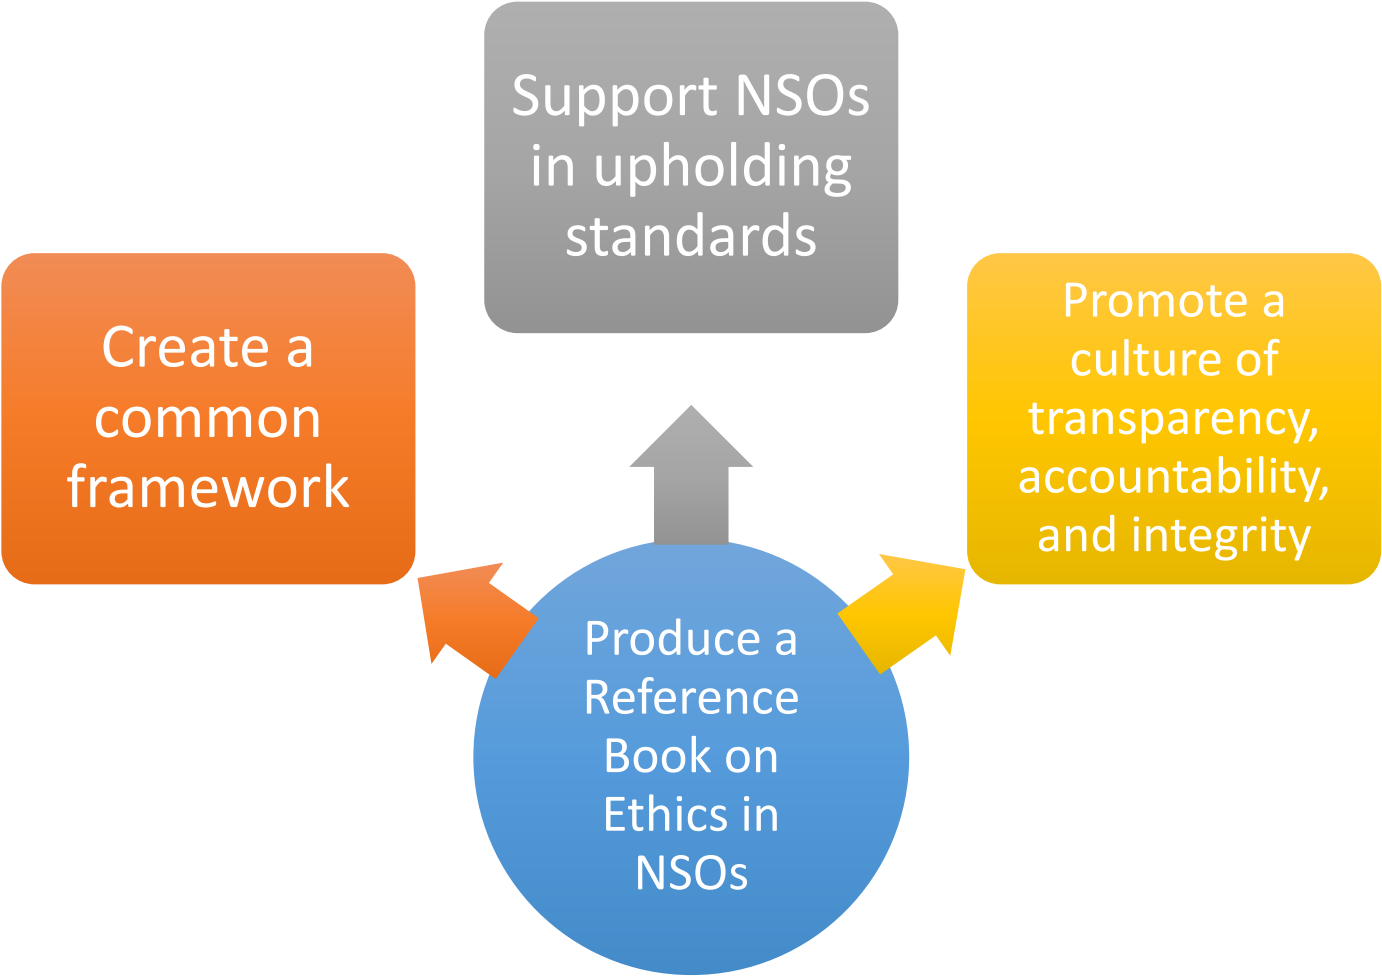 Support NSOs
in upholding
standards
Create a
common
framework
Promote a
culture of
transparency,
accountability,
and integrity
Produce a
Reference
Book on
Ethics in
NSOs